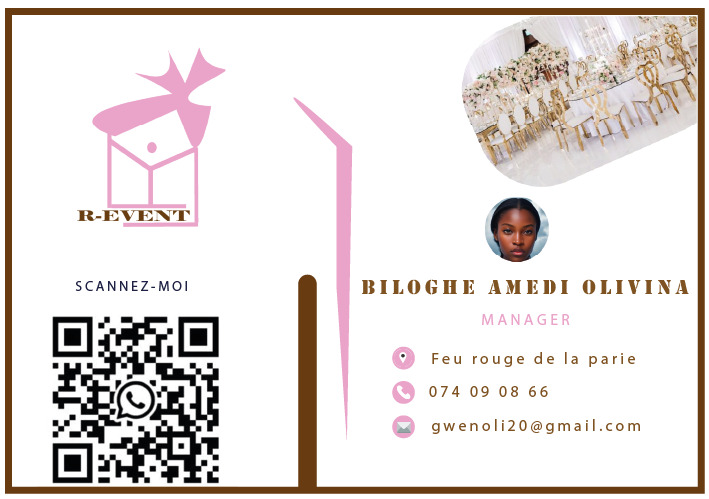 R-EVENT
SCANNEZ-MOI
BILOGHE AMEDI OLIVINA
MANAGER
Feu rouge de la parie
074 09 08 66
gwenoli20@gmail.com